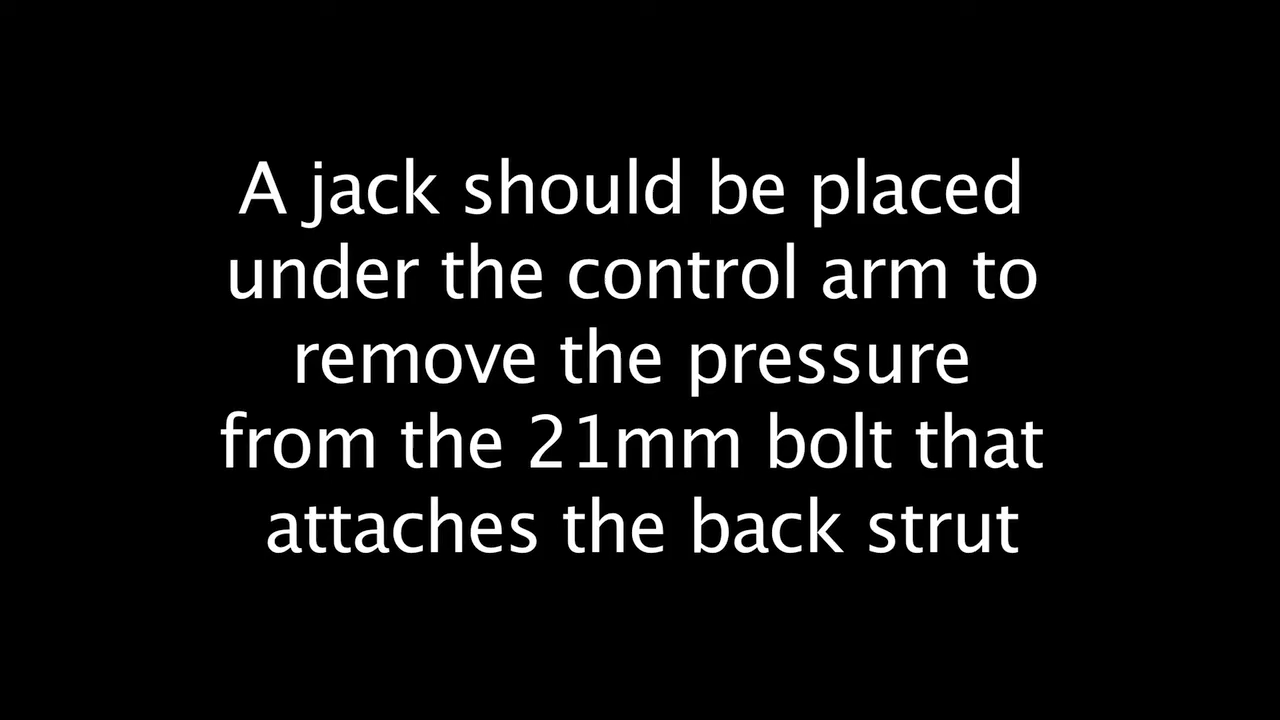 A jack should be placed
under the control arm to
remove the pressure
from the 21mm bolt that
attaches the back strut